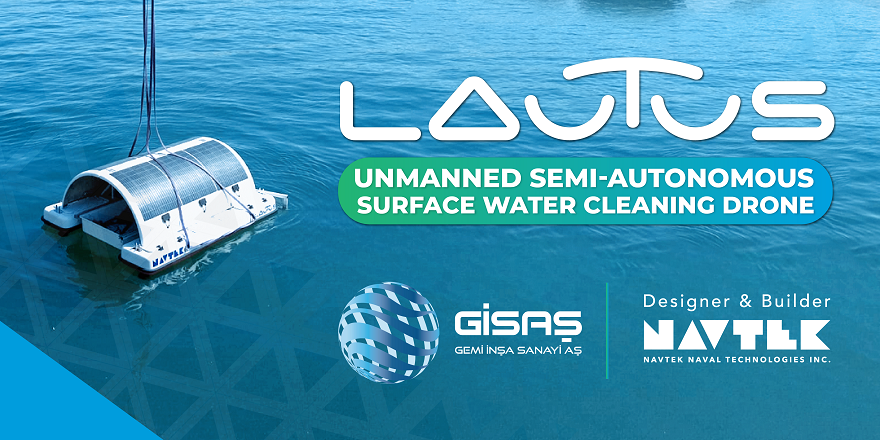 LAUTUS
UNMANNED SEMI-AUTONOMOUS
SURFACE WATER CLEANING DRONE
GİSAŞ
GEMİ İNŞA SANAYİ AŞ
Designer & Builder
NAVTEK
NAVTEK NAVAL TECHNOLOGIES INC.
NAVTEK